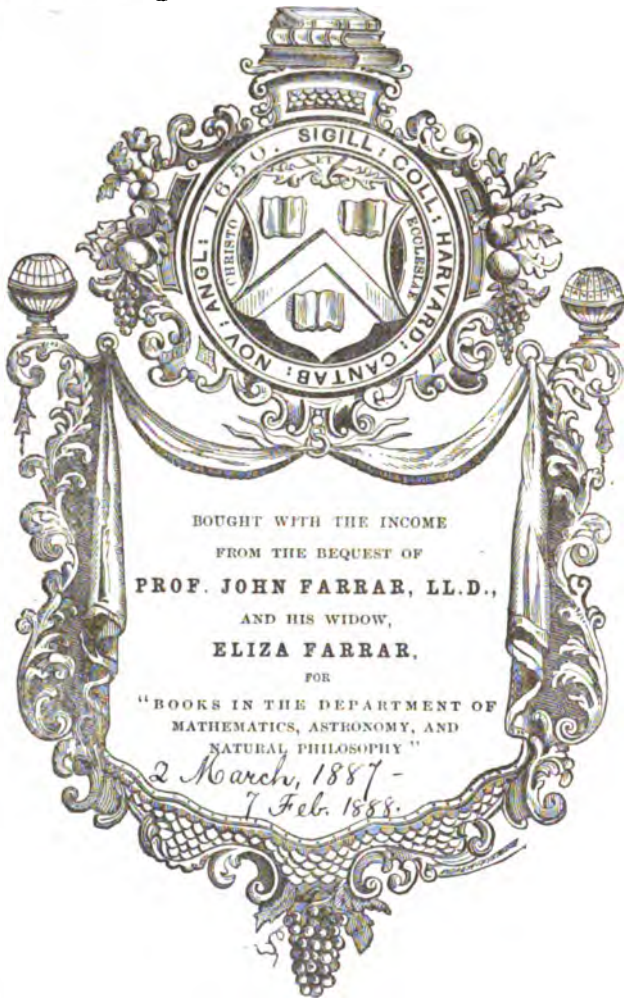 SIGILL: COLL: HARVARD: CANTAB: NOV: ANGL: 1650.
CHRISTO
ET
ECCLESIAE
BOUGHT WITH THE INCOME
FROM THE BEQUEST OF
PROF. JOHN FARRAR, LL.D.,
AND HIS WIDOW,
ELIZA FARRAR,
FOR
"BOOKS IN THE DEPARTMENT OF
MATHEMATICS, ASTRONOMY, AND
NATURAL PHILOSOPHY"
2 March, 1887 -
7 Feb. 1888.